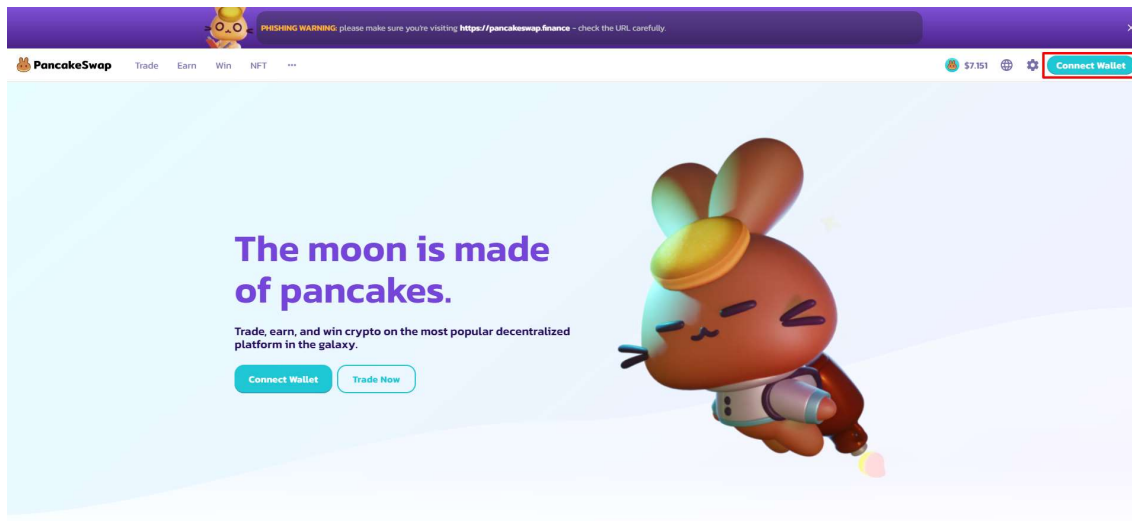 PHISHING WARNING: please make sure you're visiting https://pancakeswap.finance - check the URL carefully.
PancakeSwap Trade Earn Win NFT ··· $7.151 Connect Wallet
The moon is made
of pancakes.
Trade, earn, and win crypto on the most popular decentralized
platform in the galaxy.
Connect Wallet Trade Now